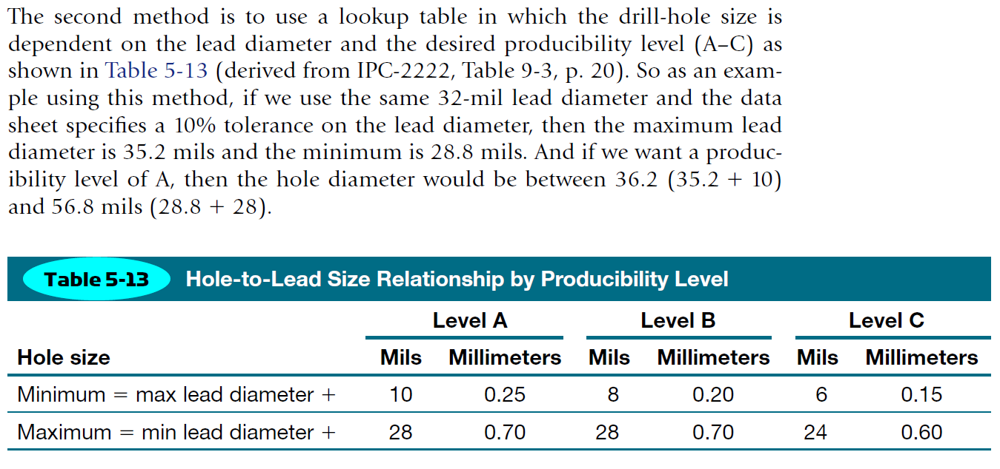 The second method is to use a lookup table in which the drill-hole size is
dependent on the lead diameter and the desired producibility level (A–C) as
shown in Table 5-13 (derived from IPC-2222, Table 9-3, p. 20). So as an exam-
ple using this method, if we use the same 32-mil lead diameter and the data
sheet specifies a 10% tolerance on the lead diameter, then the maximum lead
diameter is 35.2 mils and the minimum is 28.8 mils. And if we want a produc-
ibility level of A, then the hole diameter would be between 36.2 (35.2 + 10)
and 56.8 mils (28.8 + 28).
Table 5-13 Hole-to-Lead Size Relationship by Producibility Level
Level A Level B Level C
Hole size Mils Millimeters Mils Millimeters Mils Millimeters
Minimum = max lead diameter + 10 0.25 8 0.20 6 0.15
Maximum = min lead diameter + 28 0.70 28 0.70 24 0.60